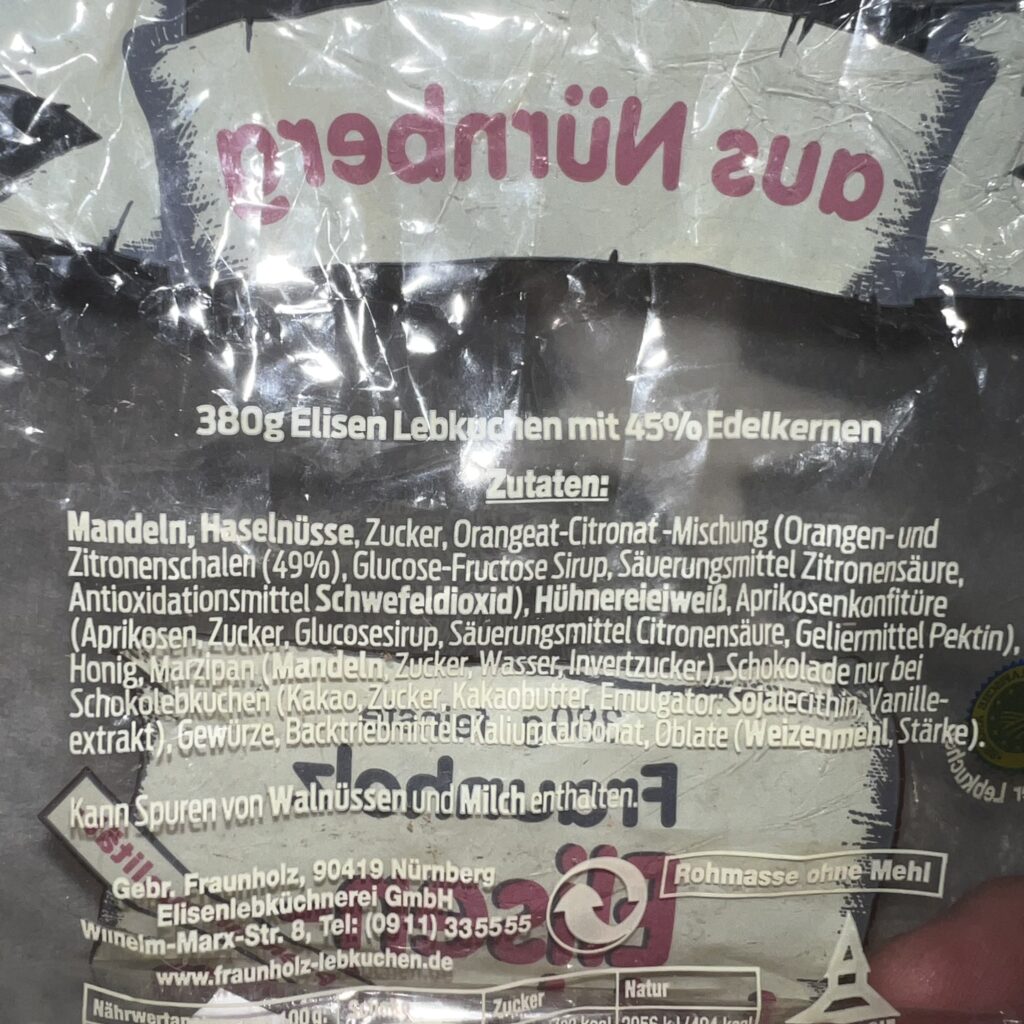 aus Nürnberg
380g Elisen Lebkuchen mit 45% Edelkernen
Zutaten:
Mandeln, Haselnüsse, Zucker, Orangeat-Citronat -Mischung (Orangen- und
Zitronenschalen (49%), Glucose-Fructose Sirup, Säuerungsmittel Zitronensäure,
Antioxidationsmittel Schwefeldioxid), Hühnereieiweiß, Aprikosenkonfitüre
(Aprikosen, Zucker, Glucosesirup, Säuerungsmittel Citronensäure, Geliermittel Pektin),
Honig, Marzipan (Mandeln, Zucker, Wasser, Invertzucker), Schokolade nur bei
Schokolebkuchen (Kakao, Zucker, Kakaobutter, Emulgator: Sojalecithin, Vanille-
extrakt), Gewürze, Backtriebmittel: Kaliumcarbonat, Oblate (Weizenmehl, Stärke).
Fraunholz
Kann Spuren von Walnüssen und Milch enthalten.
Elisen
Gebr. Fraunholz, 90419 Nürnberg
Elisenlebküchnerei GmbH
Wilhelm-Marx-Str. 8, Tel: (0911) 335555
www.fraunholz-lebkuchen.de
Rohmasse ohne Mehl
Zucker
Natur